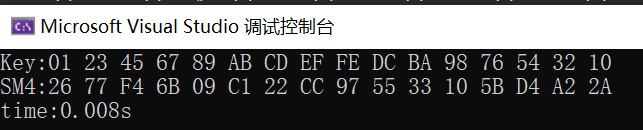 Microsoft Visual Studio 调试控制台
Key:01 23 45 67 89 AB CD EF FE DC BA 98 76 54 32 10
SM4:26 77 F4 6B 09 C1 22 CC 97 55 33 10 5B D4 A2 2A
time:0.008s